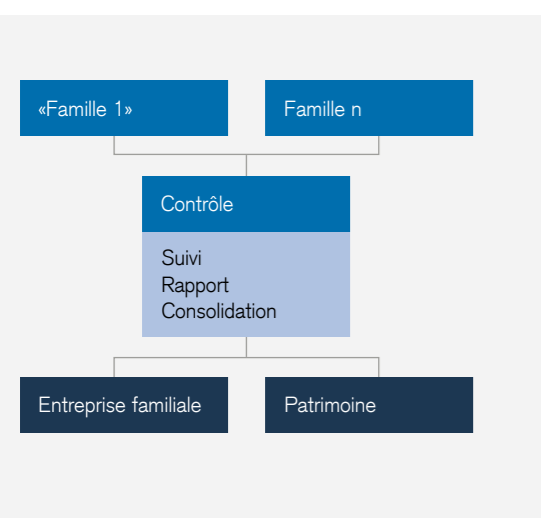 «Famille 1»
Famille n
Contrôle
Suivi
Rapport
Consolidation
Entreprise familiale
Patrimoine